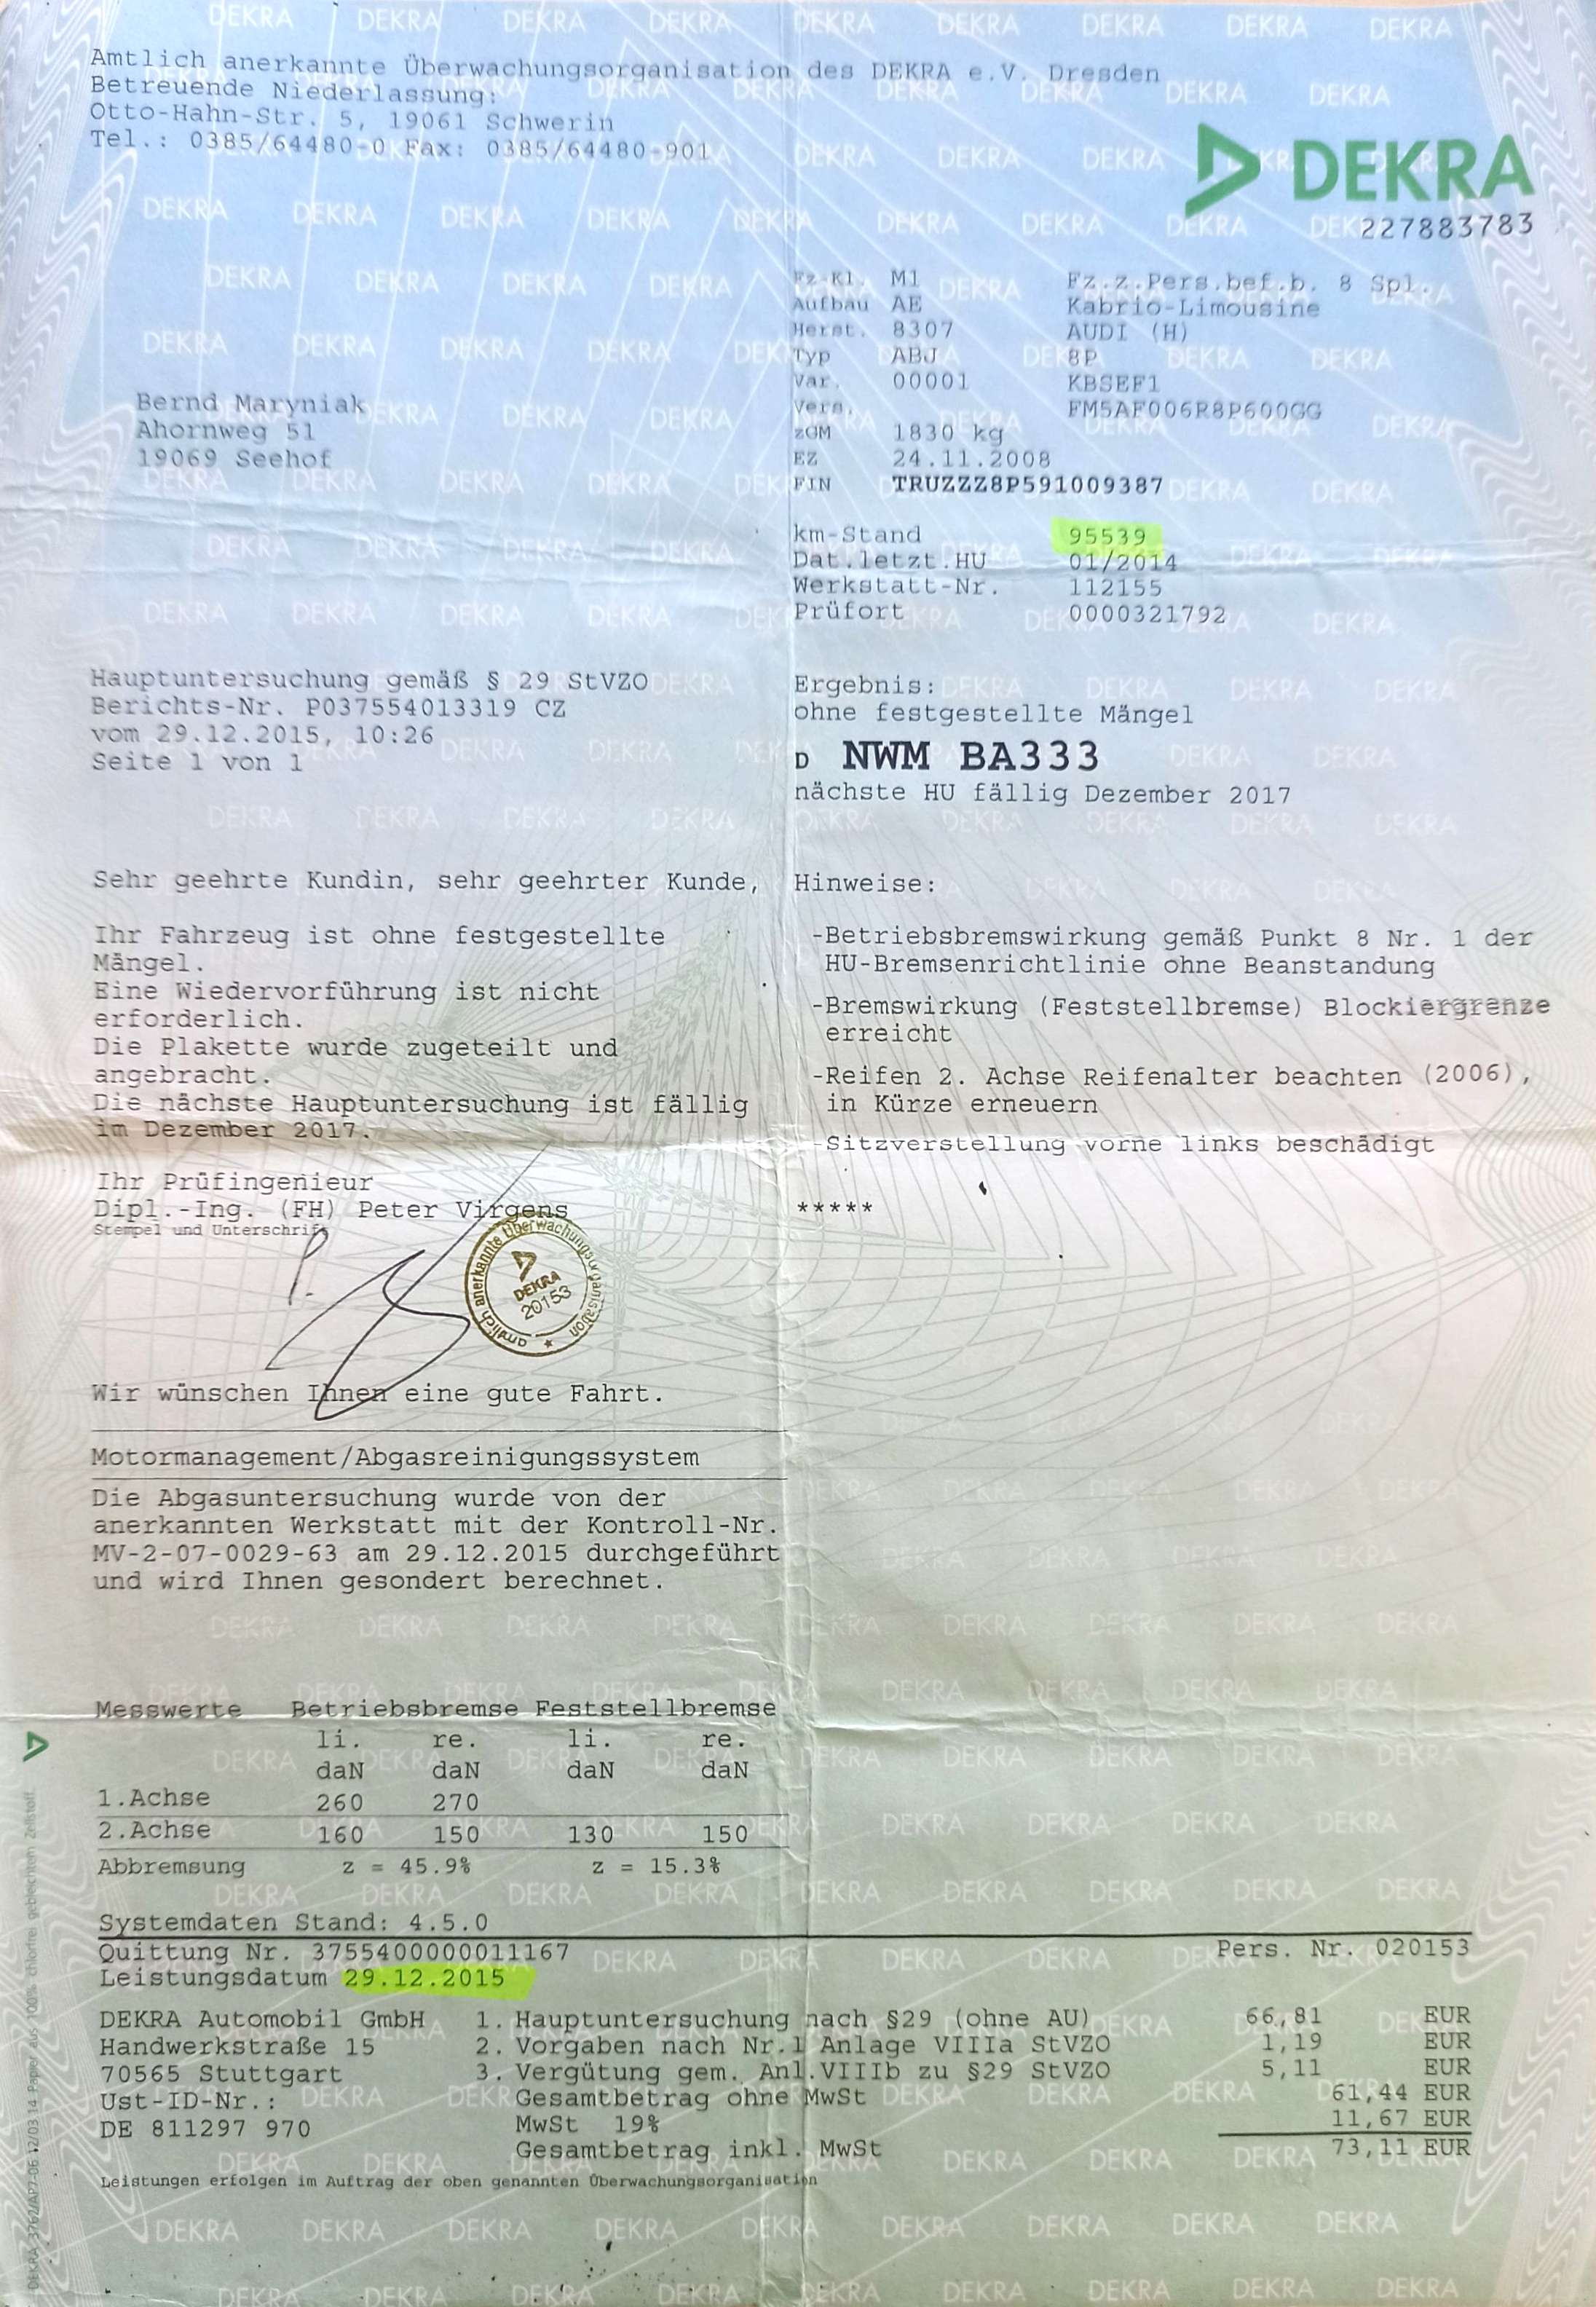 Amtlich anerkannte Überwachungsorganisation des DEKRA e.V. Dresden
Betreuende Niederlassung:
Otto-Hahn-Str. 5, 19061 Schwerin
Tel.: 0385/64480-0 Fax: 0385/64480-901
DEKRA
227883783
Fz-Kl. M1 Fz.z.Pers.bef.b. 8 Spl.
Aufbau AE Kabrio-Limousine
Herst. 8307 AUDI (H)
Typ ABJ 8P
Var. 00001 KBSEF1
Vers. FM5AF006R8P600GG
zGM 1830 kg
EZ 24.11.2008
FIN TRUZZZ8P591009387
Bernd Maryniak
Ahornweg 51
19069 Seehof
km-Stand 95539
Dat.letzt.HU 01/2014
Werkstatt-Nr. 112155
Prüfort 0000321792
Hauptuntersuchung gemäß § 29 StVZO
Berichts-Nr. P037554013319 CZ
vom 29.12.2015, 10:26
Seite 1 von 1
Ergebnis:
ohne festgestellte Mängel
D NWM BA333
nächste HU fällig Dezember 2017
Sehr geehrte Kundin, sehr geehrter Kunde,
Ihr Fahrzeug ist ohne festgestellte
Mängel.
Eine Wiedervorführung ist nicht
erforderlich.
Die Plakette wurde zugeteilt und
angebracht.
Die nächste Hauptuntersuchung ist fällig
im Dezember 2017.
Ihr Prüfingenieur
Dipl.-Ing. (FH) Peter Virgens
Stempel und Unterschrift
amtlich anerkannte Überwachungsorganisation
DEKRA
20153
Wir wünschen Ihnen eine gute Fahrt.
Hinweise:
-Betriebsbremswirkung gemäß Punkt 8 Nr. 1 der
HU-Bremsenrichtlinie ohne Beanstandung
-Bremswirkung (Feststellbremse) Blockiergrenze
erreicht
-Reifen 2. Achse Reifenalter beachten (2006),
in Kürze erneuern
-Sitzverstellung vorne links beschädigt
*****
Motormanagement/Abgasreinigungssystem
Die Abgasuntersuchung wurde von der
anerkannten Werkstatt mit der Kontroll-Nr.
MV-2-07-0029-63 am 29.12.2015 durchgeführt
und wird Ihnen gesondert berechnet.
Messwerte Betriebsbremse Feststellbremse
li. re. li. re.
daN daN daN daN
1.Achse 260 270
2.Achse 160 150 130 150
Abbremsung z = 45.9% z = 15.3%
Systemdaten Stand: 4.5.0
Quittung Nr. 3755400000011167 Pers. Nr. 020153
Leistungsdatum 29.12.2015
DEKRA Automobil GmbH
Handwerkstraße 15
70565 Stuttgart
Ust-ID-Nr.:
DE 811297 970
1. Hauptuntersuchung nach §29 (ohne AU) 66,81 EUR
2. Vorgaben nach Nr.1 Anlage VIIIa StVZO 1,19 EUR
3. Vergütung gem. Anl.VIIIb zu §29 StVZO 5,11 EUR
Gesamtbetrag ohne MwSt 61,44 EUR
MwSt 19% 11,67 EUR
Gesamtbetrag inkl. MwSt 73,11 EUR
Leistungen erfolgen im Auftrag der oben genannten Überwachungsorganisation
DEKRA 3762/AP7-06 12/03 14 Papier aus 100% chlorfrei gebleichtem Zellstoff.